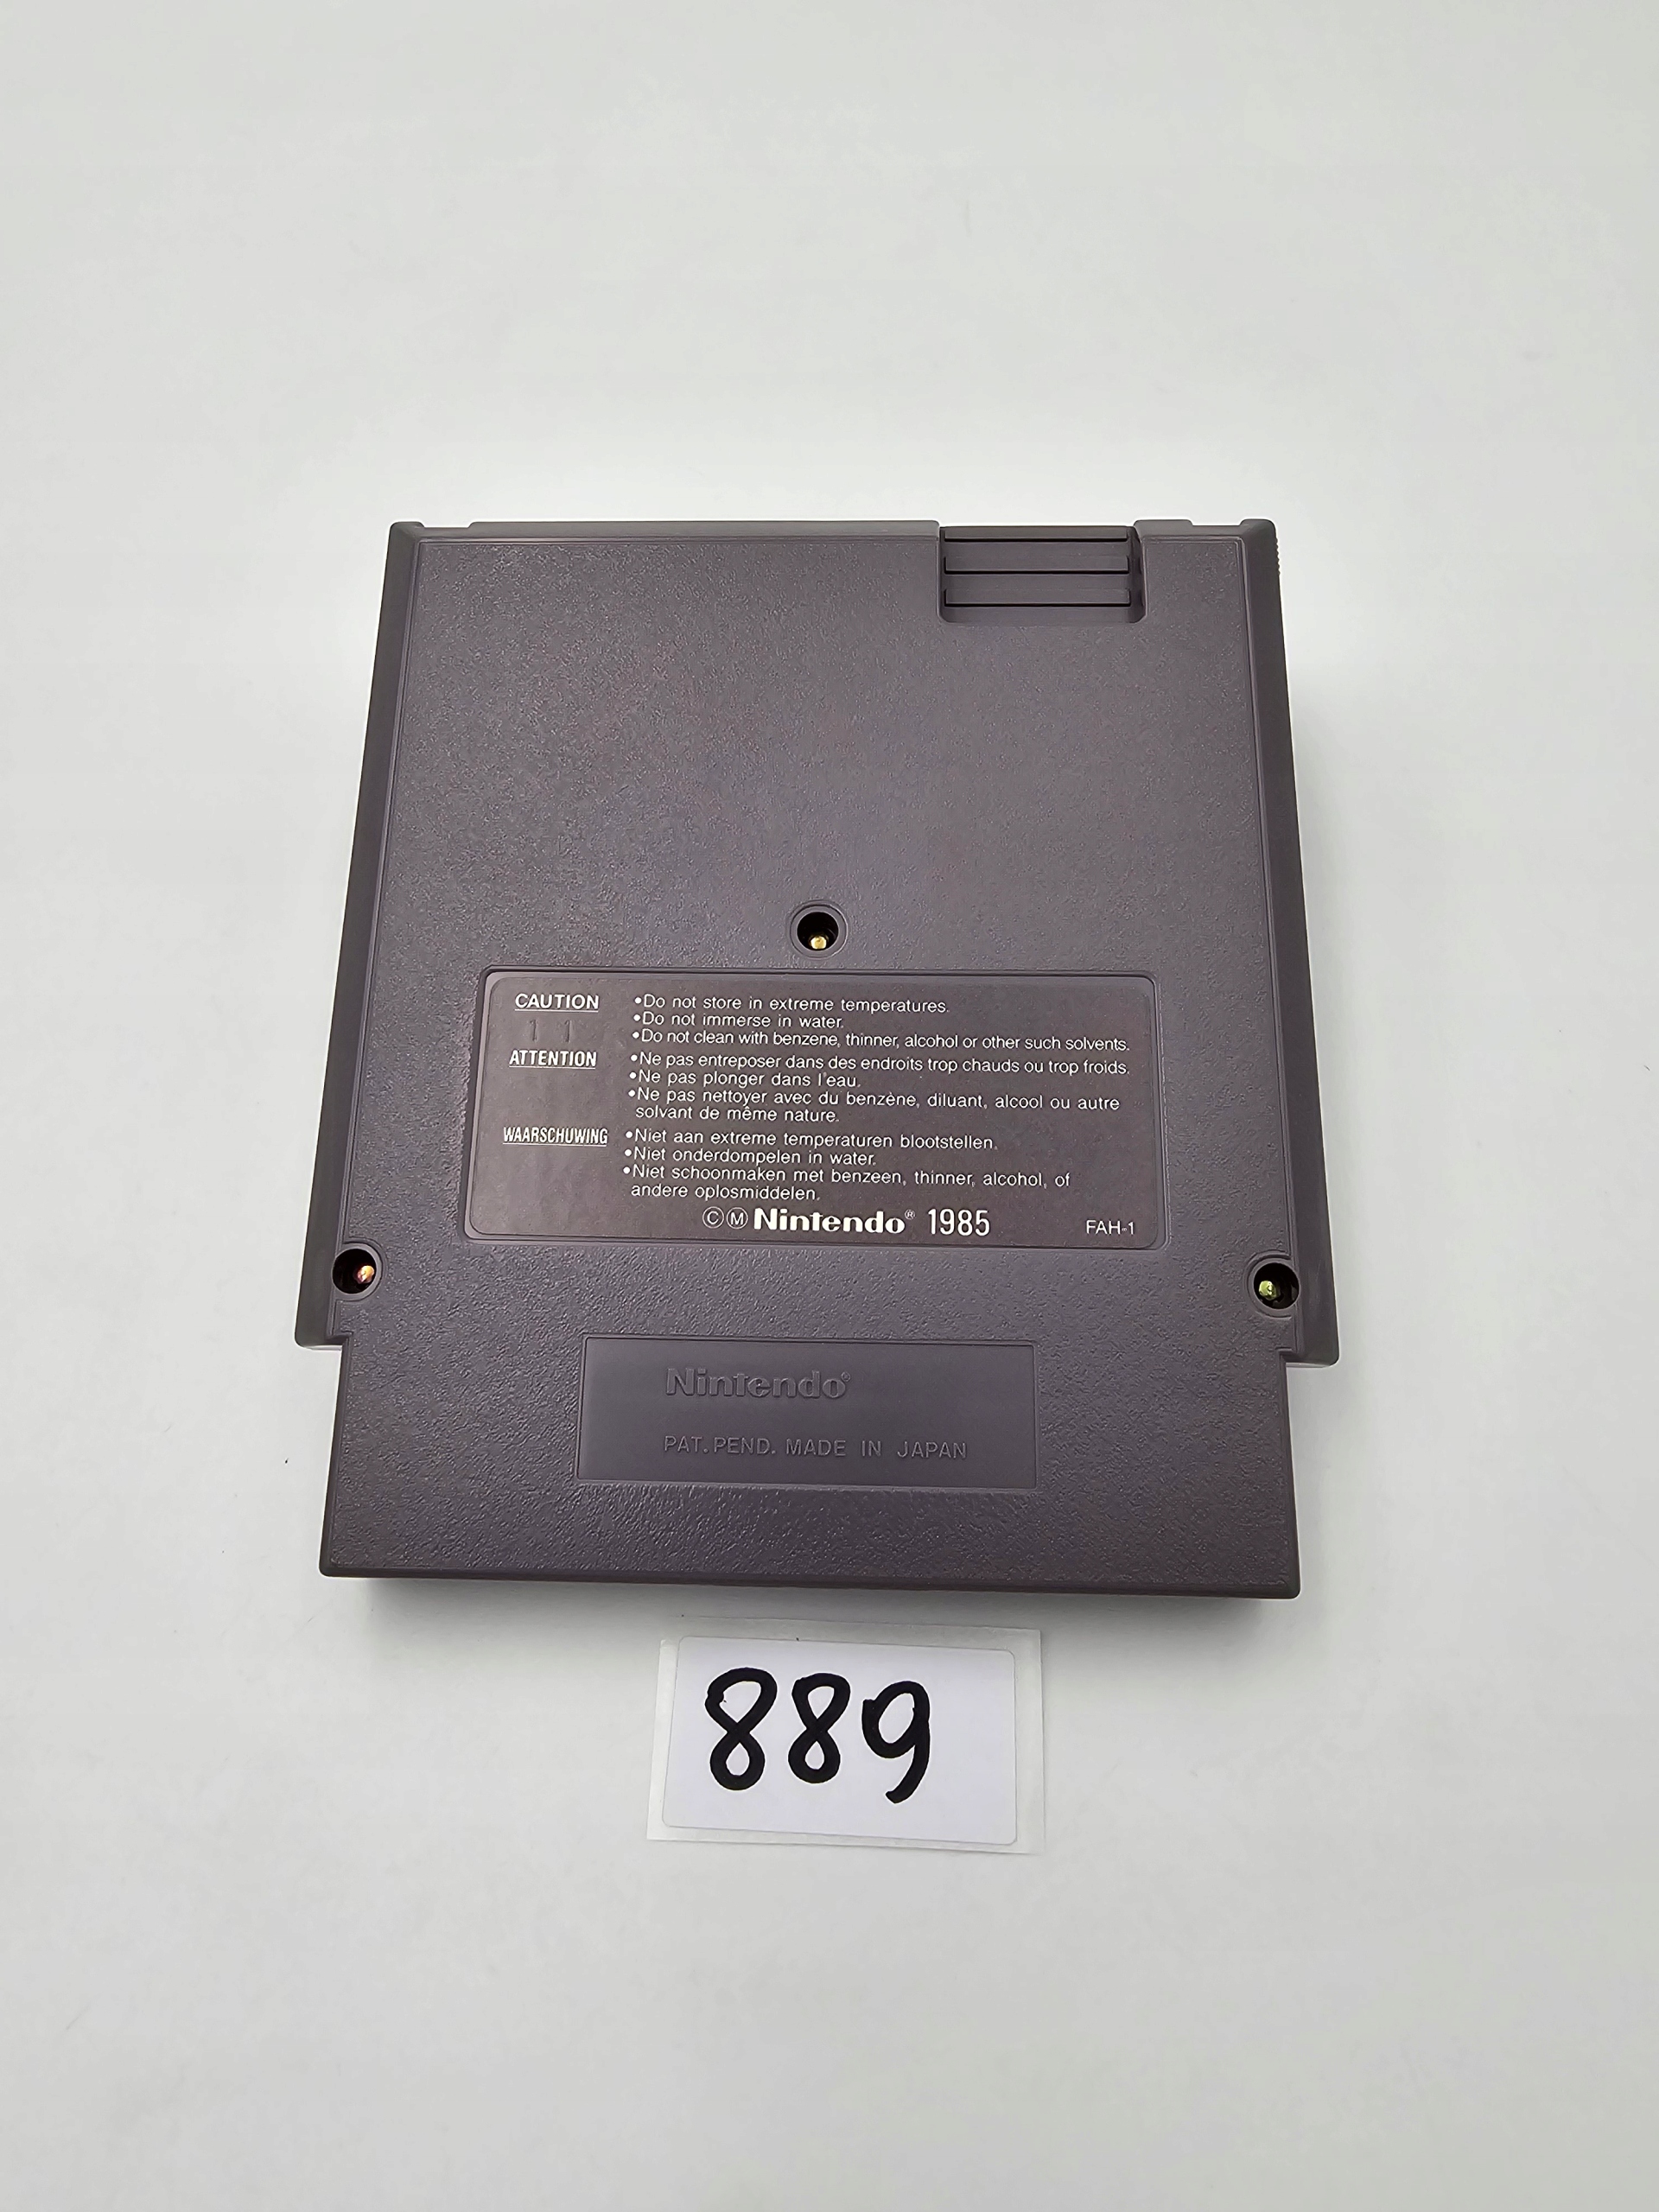 CAUTION •Do not store in extreme temperatures.
•Do not immerse in water.
1 1 •Do not clean with benzene, thinner, alcohol or other such solvents.
ATTENTION •Ne pas entreposer dans des endroits trop chauds ou trop froids.
•Ne pas plonger dans l'eau.
•Ne pas nettoyer avec du benzène, diluant, alcool ou autre
solvant de même nature.
WAARSCHUWING •Niet aan extreme temperaturen blootstellen.
•Niet onderdompelen in water.
•Niet schoonmaken met benzeen, thinner, alcohol, of
andere oplosmiddelen.
ⒸⓂ Nintendo® 1985 FAH-1
Nintendo®
PAT. PEND. MADE IN JAPAN
889